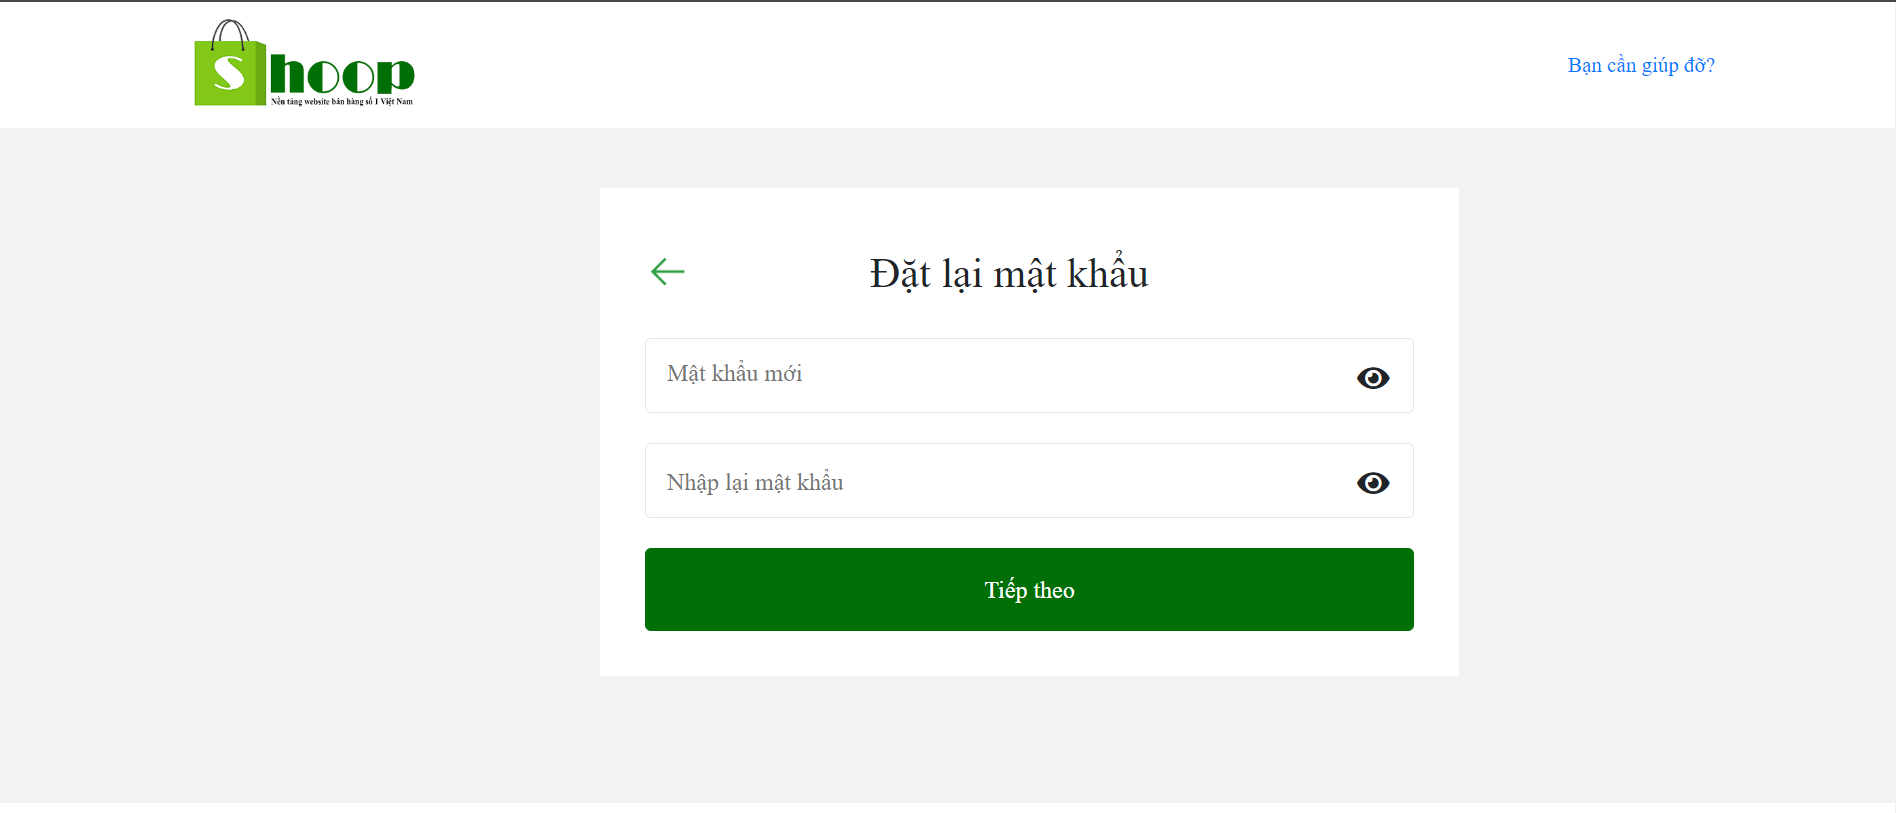 Shoop
Nền tảng website bán hàng số 1 Việt Nam
Bạn cần giúp đỡ?
Đặt lại mật khẩu
Mật khẩu mới
Nhập lại mật khẩu
Tiếp theo